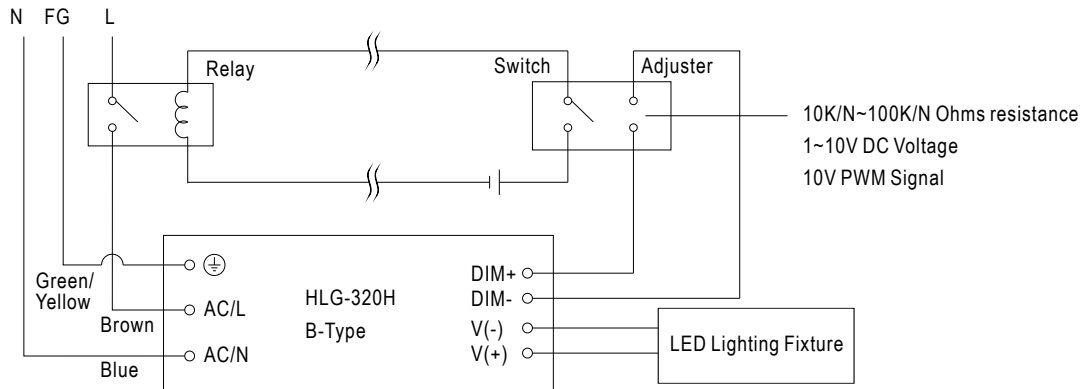 N FG L
Relay
Switch
Adjuster
10K/N~100K/N Ohms resistance
1~10V DC Voltage
10V PWM Signal
Green/
Yellow
Brown
Blue
AC/L
AC/N
HLG-320H
B-Type
DIM+
DIM-
V(-)
V(+)
LED Lighting Fixture